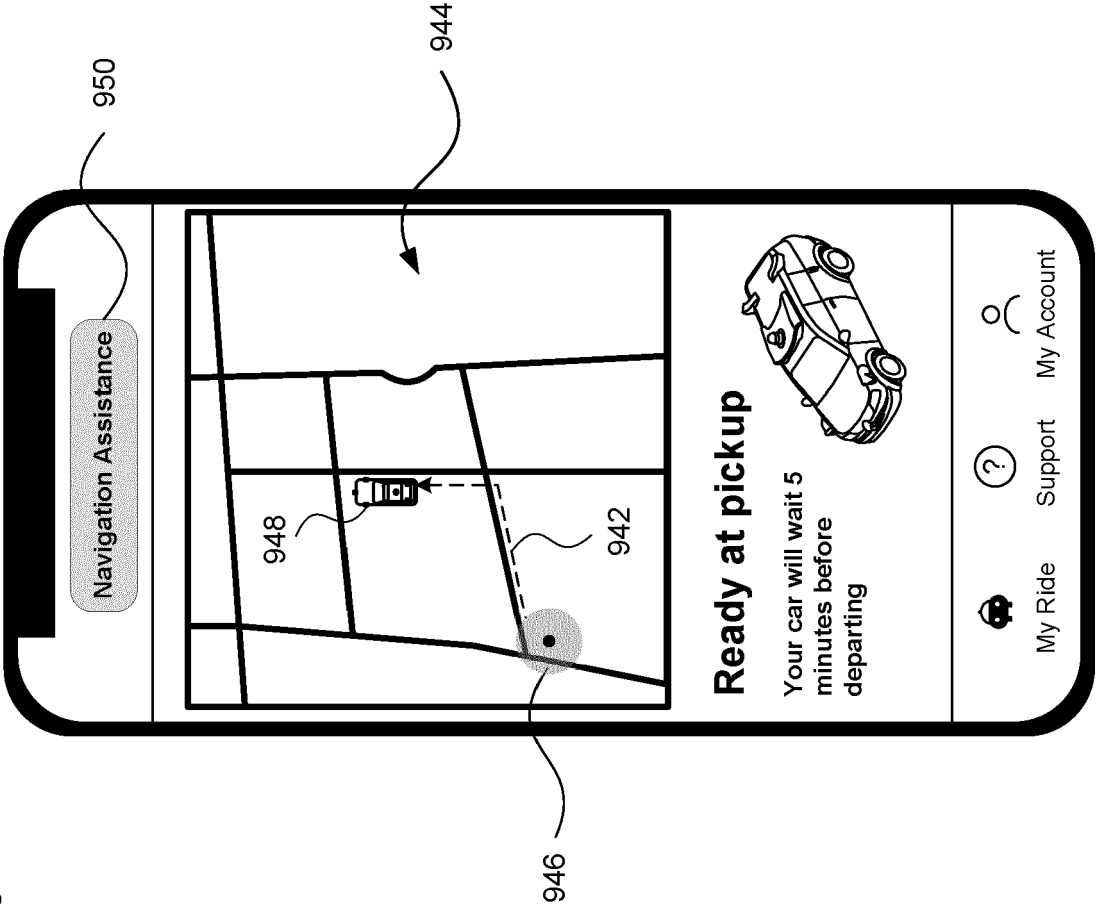 950
Navigation Assistance
944
948
942
946
Ready at pickup
Your car will wait 5
minutes before
departing
?
My Ride
Support
My Account